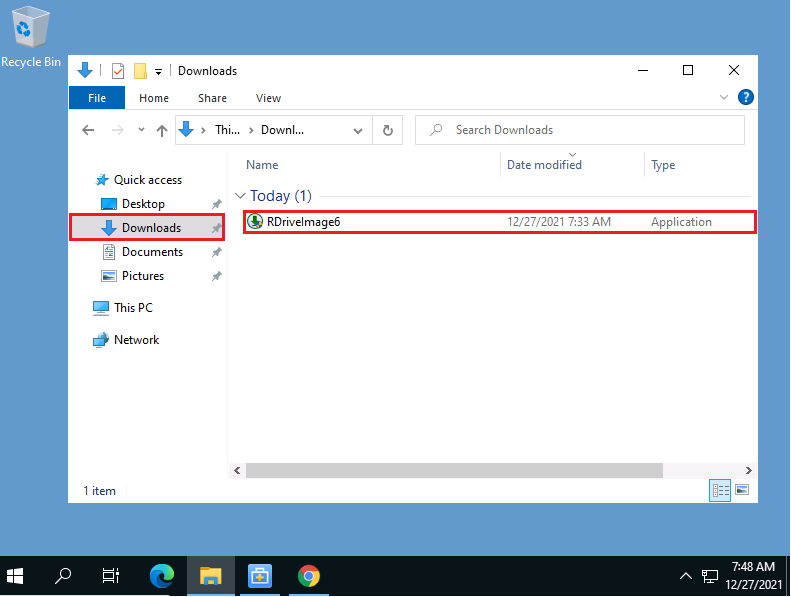 Recycle Bin
Downloads
File Home Share View ?
Thi... Downl... Search Downloads
Name Date modified Type
Quick access
Today (1)
Desktop
RDriveImage6 12/27/2021 7:33 AM Application
Downloads
Documents
Pictures
This PC
Network
1 item
7:48 AM
12/27/2021